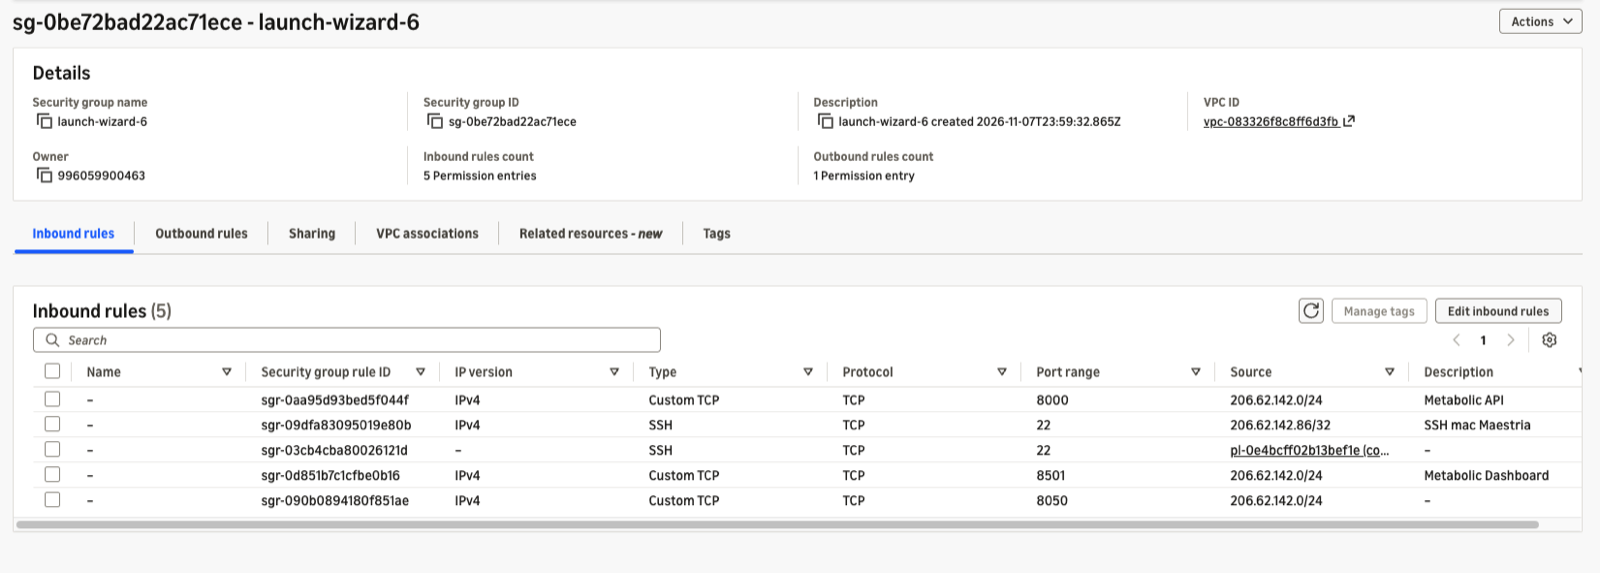 sg-0be72bad22ac71ece - launch-wizard-6
Actions
Details
Security group name
launch-wizard-6
Security group ID
sg-0be72bad22ac71ece
Description
launch-wizard-6 created 2026-11-07T23:59:32.865Z
VPC ID
vpc-083326f8c8ff6d3fb
Owner
996059900463
Inbound rules count
5 Permission entries
Outbound rules count
1 Permission entry
Inbound rules Outbound rules Sharing VPC associations Related resources - new Tags
Inbound rules (5)
Manage tags
Edit inbound rules
Search
1
Name Security group rule ID IP version Type Protocol Port range Source Description
– sgr-0aa95d93bed5f044f IPv4 Custom TCP TCP 8000 206.62.142.0/24 Metabolic API
– sgr-09dfa83095019e80b IPv4 SSH TCP 22 206.62.142.86/32 SSH mac Maestria
– sgr-03cb4cba80026121d – SSH TCP 22 pl-0e4bcff02b13bef1e (co... –
– sgr-0d851b7c1cfbe0b16 IPv4 Custom TCP TCP 8501 206.62.142.0/24 Metabolic Dashboard
– sgr-090b0894180f851ae IPv4 Custom TCP TCP 8050 206.62.142.0/24 –